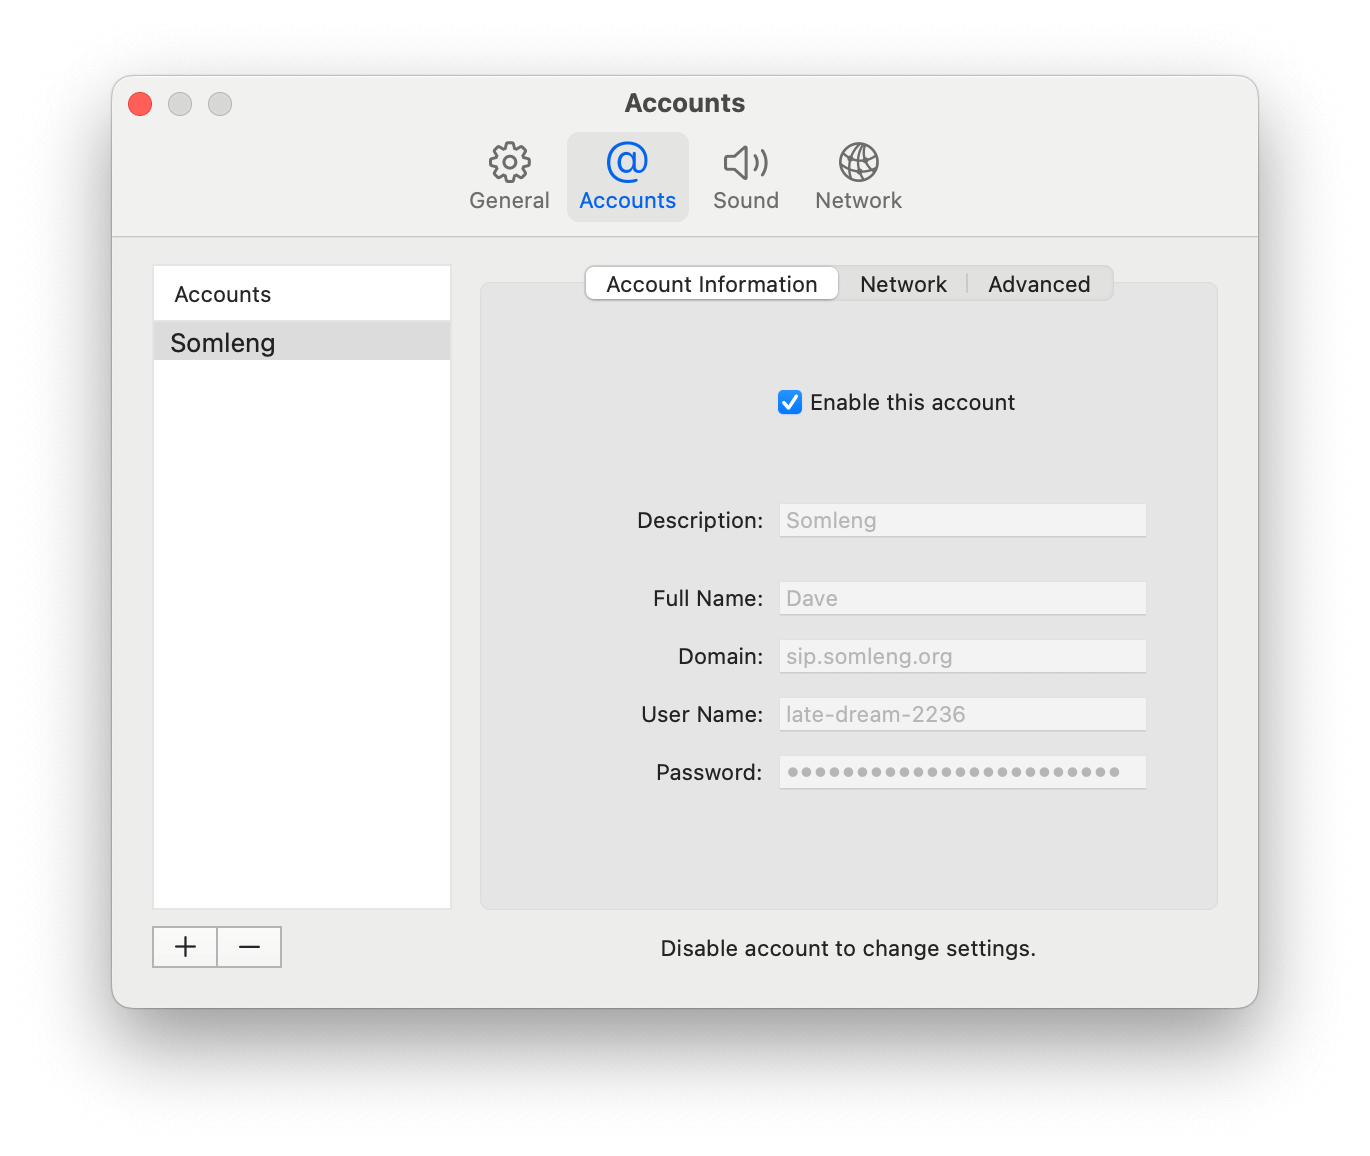 Accounts
General Accounts Sound Network
Accounts
Somleng
Account Information Network Advanced
Enable this account
Description: Somleng
Full Name: Dave
Domain: sip.somleng.org
User Name: late-dream-2236
Password: ••••••••••••••••••••••••
Disable account to change settings.